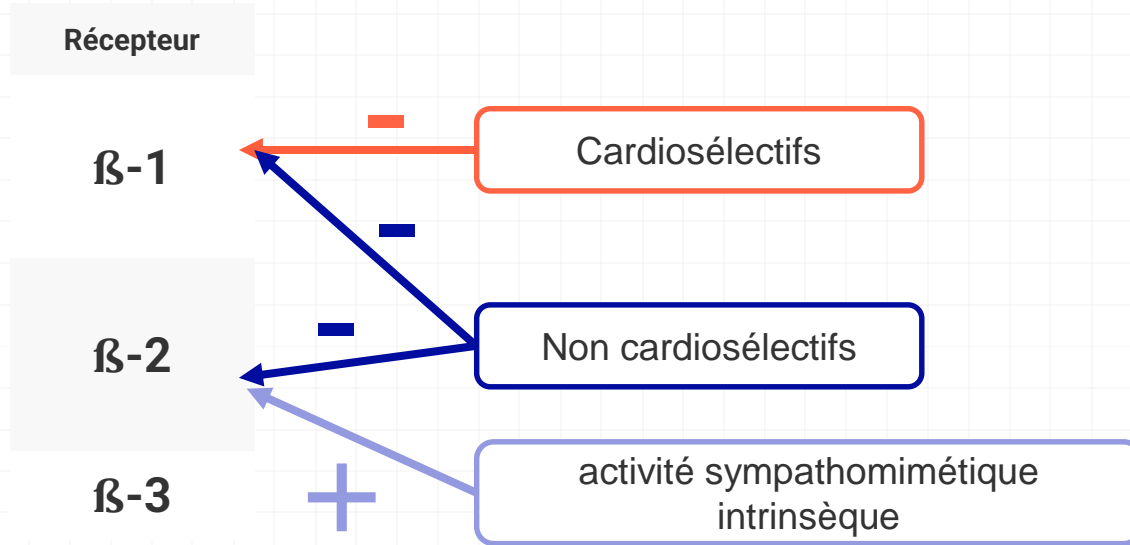 Récepteur
ß-1
Cardiosélectifs
-
-
ß-2
-
Non cardiosélectifs
ß-3
+
activité sympathomimétique
intrinsèque